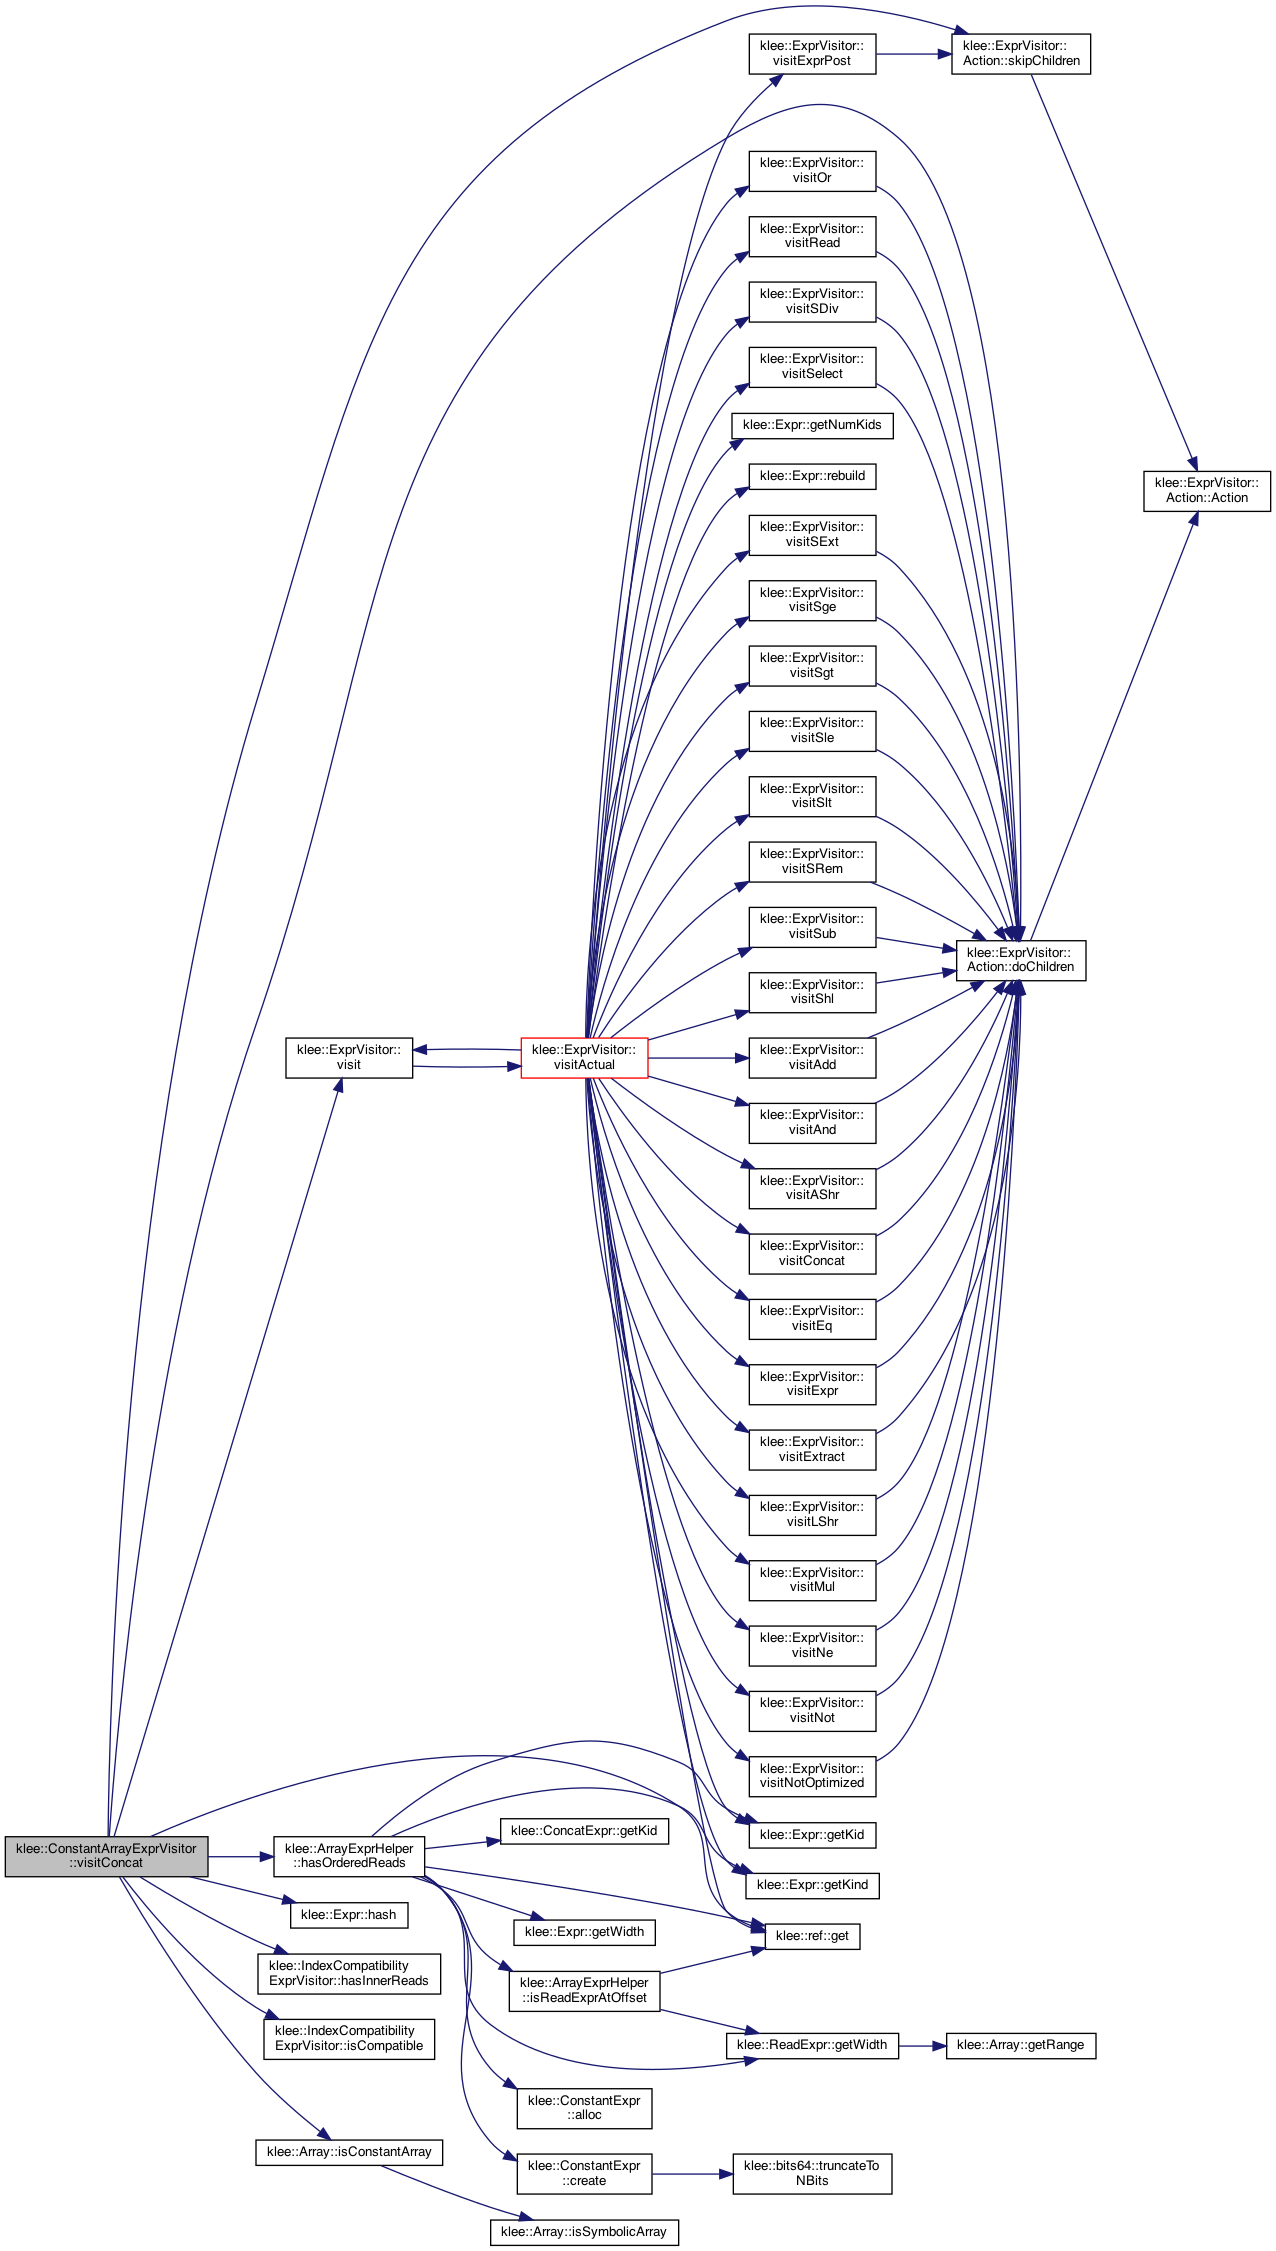 klee::ExprVisitor::
visitExprPost
klee::ExprVisitor::
Action::skipChildren
klee::ExprVisitor::
visitOr
klee::ExprVisitor::
visitRead
klee::ExprVisitor::
visitSDiv
klee::ExprVisitor::
visitSelect
klee::Expr::getNumKids
klee::Expr::rebuild
klee::ExprVisitor::
Action::Action
klee::ExprVisitor::
visitSExt
klee::ExprVisitor::
visitSge
klee::ExprVisitor::
visitSgt
klee::ExprVisitor::
visitSle
klee::ExprVisitor::
visitSlt
klee::ExprVisitor::
visitSRem
klee::ExprVisitor::
visitSub
klee::ExprVisitor::
Action::doChildren
klee::ExprVisitor::
visitShl
klee::ExprVisitor::
visit
klee::ExprVisitor::
visitActual
klee::ExprVisitor::
visitAdd
klee::ExprVisitor::
visitAnd
klee::ExprVisitor::
visitAShr
klee::ExprVisitor::
visitConcat
klee::ExprVisitor::
visitEq
klee::ExprVisitor::
visitExpr
klee::ExprVisitor::
visitExtract
klee::ExprVisitor::
visitLShr
klee::ExprVisitor::
visitMul
klee::ExprVisitor::
visitNe
klee::ExprVisitor::
visitNot
klee::ExprVisitor::
visitNotOptimized
klee::ConstantArrayExprVisitor
::visitConcat
klee::ArrayExprHelper
::hasOrderedReads
klee::ConcatExpr::getKid
klee::Expr::getKid
klee::Expr::getKind
klee::Expr::hash
klee::Expr::getWidth
klee::ref::get
klee::IndexCompatibility
ExprVisitor::hasInnerReads
klee::ArrayExprHelper
::isReadExprAtOffset
klee::IndexCompatibility
ExprVisitor::isCompatible
klee::ReadExpr::getWidth
klee::Array::getRange
klee::ConstantExpr
::alloc
klee::Array::isConstantArray
klee::ConstantExpr
::create
klee::bits64::truncateTo
NBits
klee::Array::isSymbolicArray